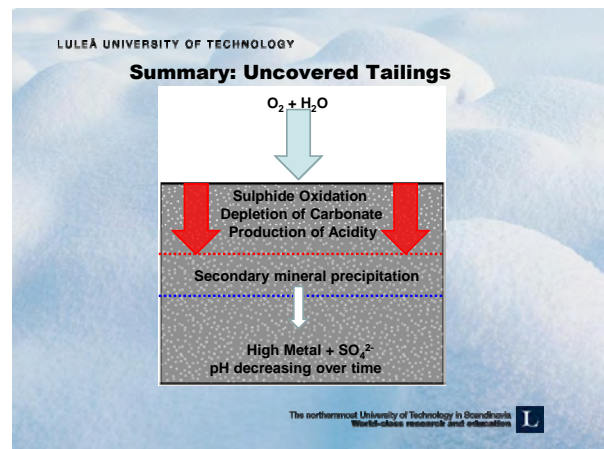 LULEÅ UNIVERSITY OF TECHNOLOGY
Summary: Uncovered Tailings
O₂ + H₂O
Sulphide Oxidation
Depletion of Carbonate
Production of Acidity
Secondary mineral precipitation
High Metal + SO₄²⁻
pH decreasing over time
The northernmost University of Technology in Scandinavia
World-class research and education
L